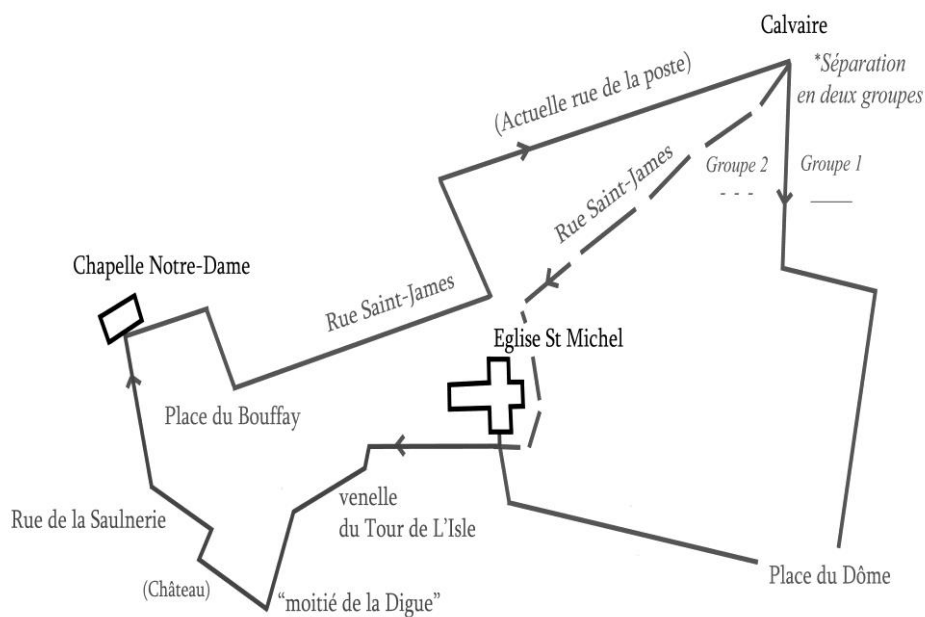 Calvaire
*Séparation
en deux groupes
(Actuelle rue de la poste)
Rue Saint-James
Groupe 2
Groupe 1
Chapelle Notre-Dame
Rue Saint-James
Eglise St Michel
Place du Bouffay
venelle
du Tour de L'Isle
Rue de la Saulnerie
(Château)
"moitié de la Digue"
Place du Dôme